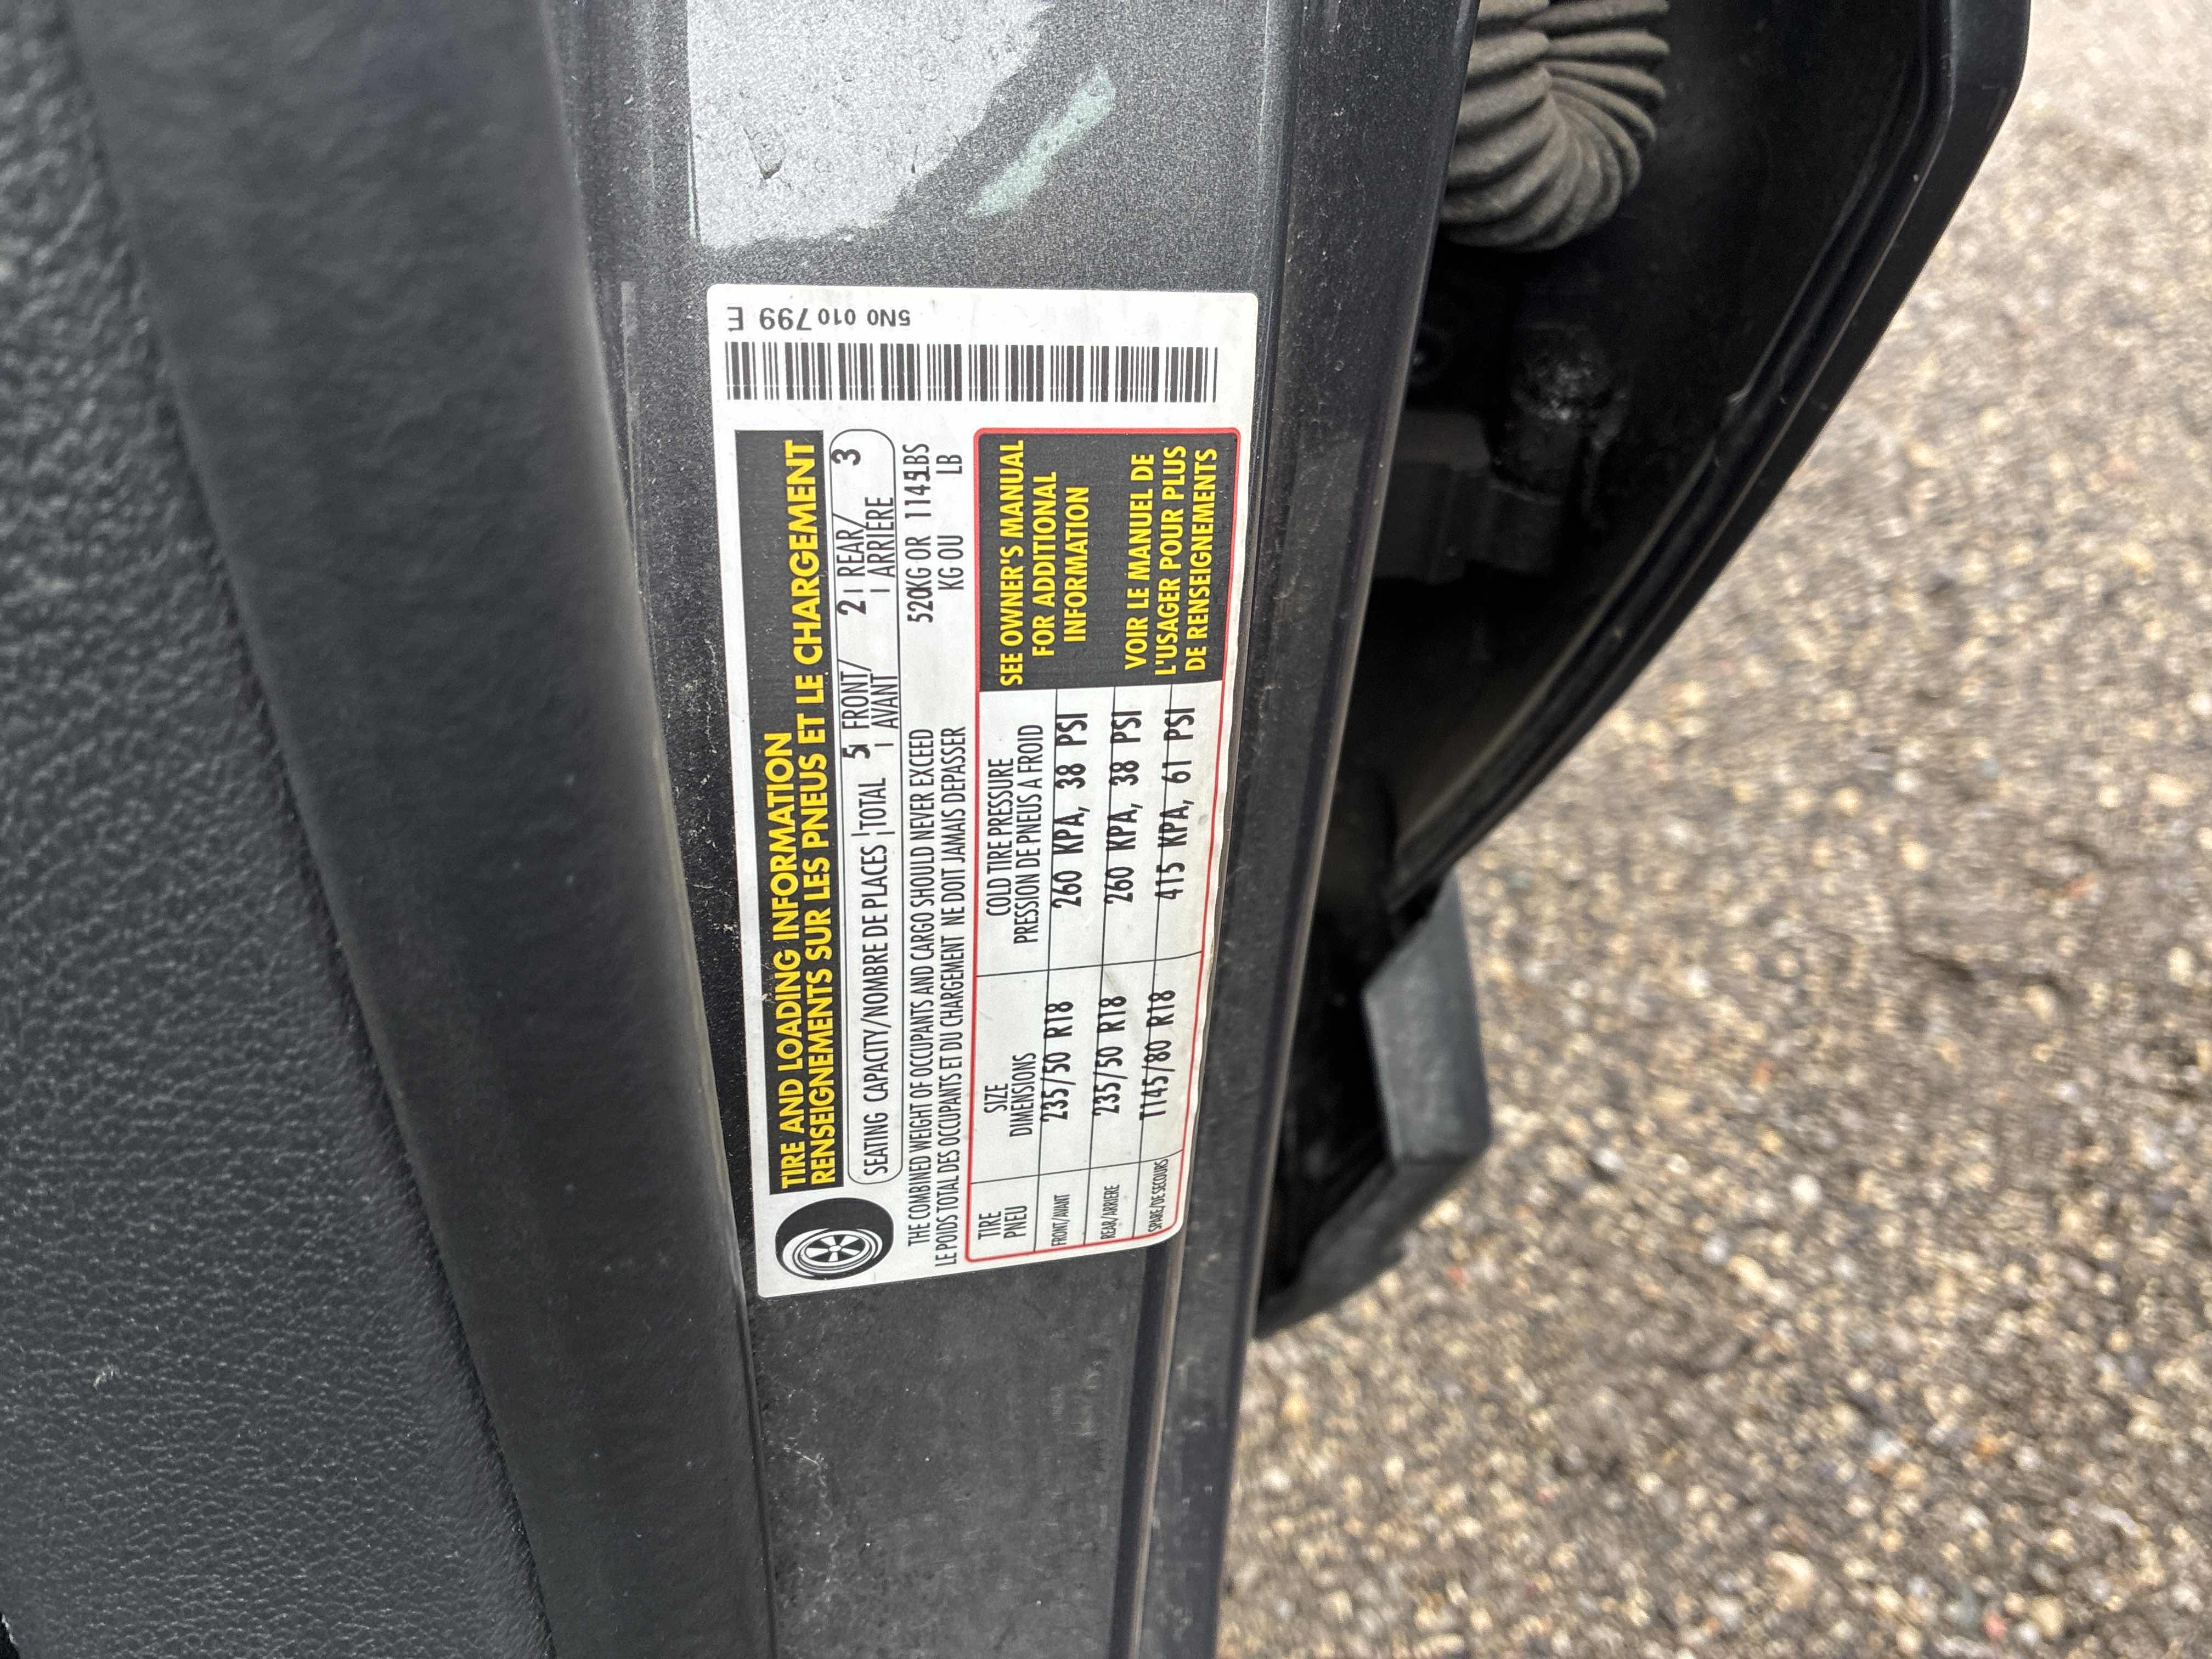 TIRE AND LOADING INFORMATION
RENSEIGNEMENTS SUR LES PNEUS ET LE CHARGEMENT
SEATING CAPACITY/NOMBRE DE PLACES | TOTAL 5 | FRONT/ AVANT 2 | REAR/ ARRIERE 3
THE COMBINED WEIGHT OF OCCUPANTS AND CARGO SHOULD NEVER EXCEED 520KG OR 1145LBS
LE POIDS TOTAL DES OCCUPANTS ET DU CHARGEMENT NE DOIT JAMAIS DEPASSER KG OU LB
TIRE SIZE COLD TIRE PRESSURE
PNEU DIMENSIONS PRESSION DE PNEUS A FROID
FRONT/AVANT 235/50 R18 260 KPA, 38 PSI
REAR/ARRIERE 235/50 R18 260 KPA, 38 PSI
SPARE/DE SECOURS T145/80 R18 415 KPA, 61 PSI
SEE OWNER'S MANUAL
FOR ADDITIONAL
INFORMATION
VOIR LE MANUEL DE
L'USAGER POUR PLUS
DE RENSEIGNEMENTS
5N0 010 799 E